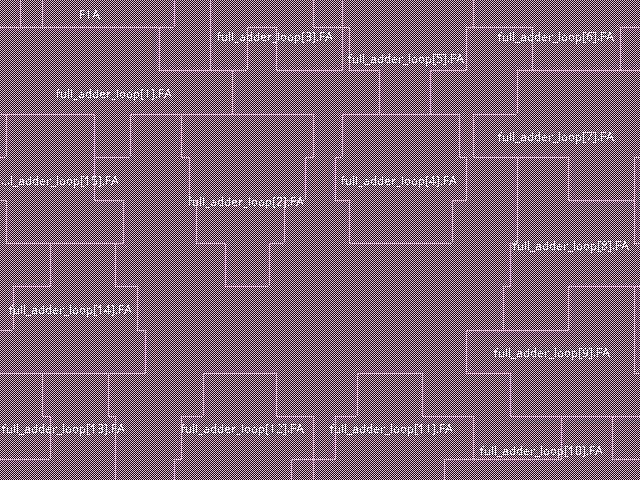 F1A
full_adder_loop[3].FA
full_adder_loop[6].FA
full_adder_loop[5].FA
full_adder_loop[1].FA
full_adder_loop[7].FA
full_adder_loop[15].FA
full_adder_loop[4].FA
full_adder_loop[2].FA
full_adder_loop[8].FA
full_adder_loop[14].FA
full_adder_loop[9].FA
full_adder_loop[13].FA
full_adder_loop[12].FA
full_adder_loop[11].FA
full_adder_loop[10].FA